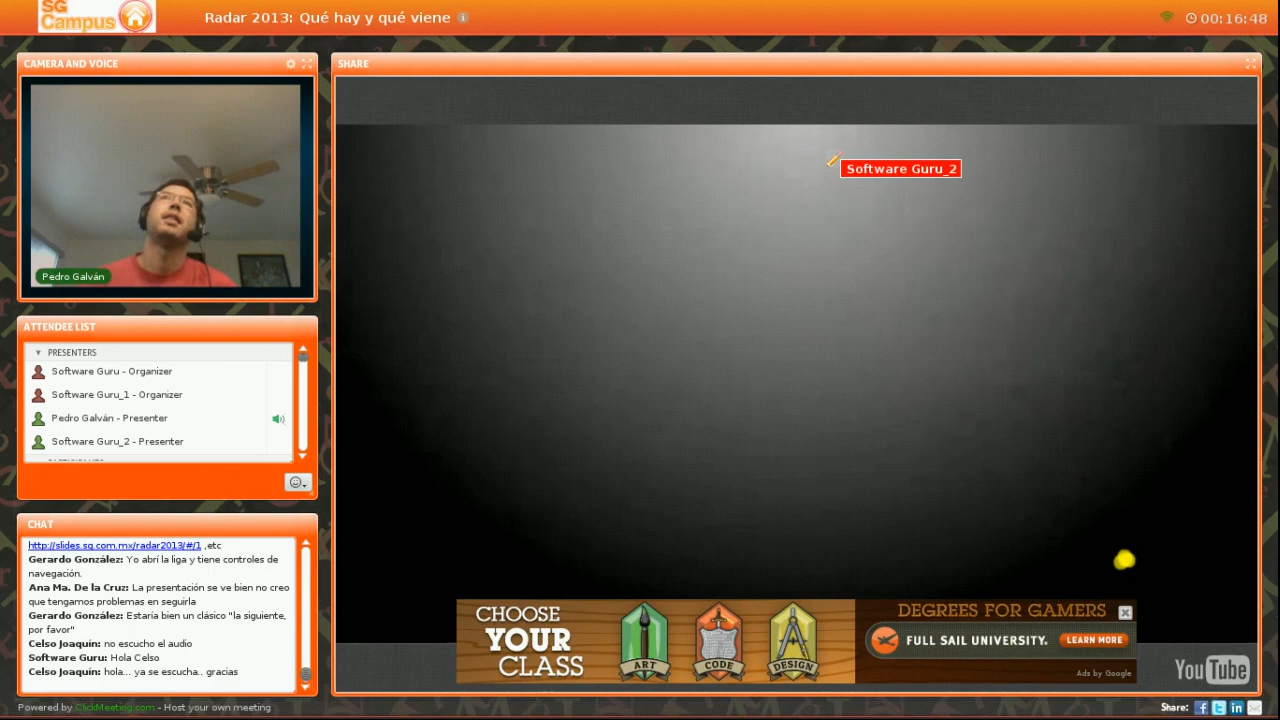 SG
Campus
Radar 2013: Qué hay y qué viene
00:16:48
CAMERA AND VOICE
Pedro Galván
ATTENDEE LIST
PRESENTERS
Software Guru - Organizer
Software Guru_1 - Organizer
Pedro Galván - Presenter
Software Guru_2 - Presenter
CHAT
http://slides.sg.com.mx/radar2013/#/1 ,etc
Gerardo González: Yo abrí la liga y tiene controles de
navegación.
Ana Ma. De la Cruz: La presentación se ve bien no creo
que tengamos problemas en seguirla
Gerardo González: Estaría bien un clásico "la siguiente,
por favor"
Celso Joaquín: no escucho el audio
Software Guru: Hola Celso
Celso Joaquín: hola... ya se escucha.. gracias
SHARE
Software Guru_2
CHOOSE
YOUR
CLASS
ART
CODE
DESIGN
DEGREES FOR GAMERS
FULL SAIL UNIVERSITY.
LEARN MORE
Ads by Google
YouTube
Powered by ClickMeeting.com - Host your own meeting
Share: